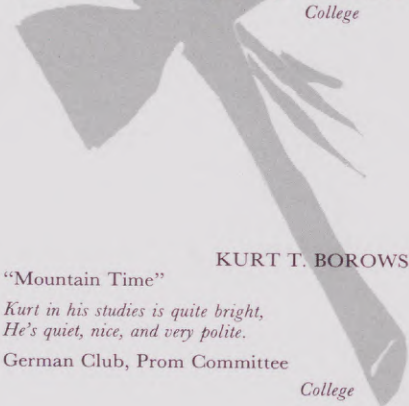 College
KURT T. BOROWS
“Mountain Time”
Kurt in his studies is quite bright,
He's quiet, nice, and very polite.
German Club, Prom Committee
College